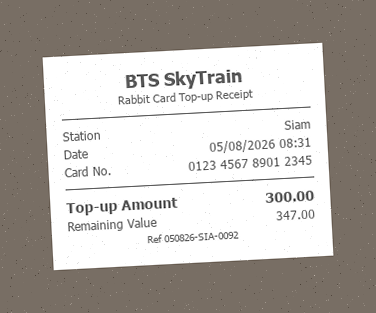 BTS SkyTrain
Rabbit Card Top-up Receipt
Station Siam
Date 05/08/2026 08:31
Card No. 0123 4567 8901 2345
Top-up Amount 300.00
Remaining Value 347.00
Ref 050826-SIA-0092